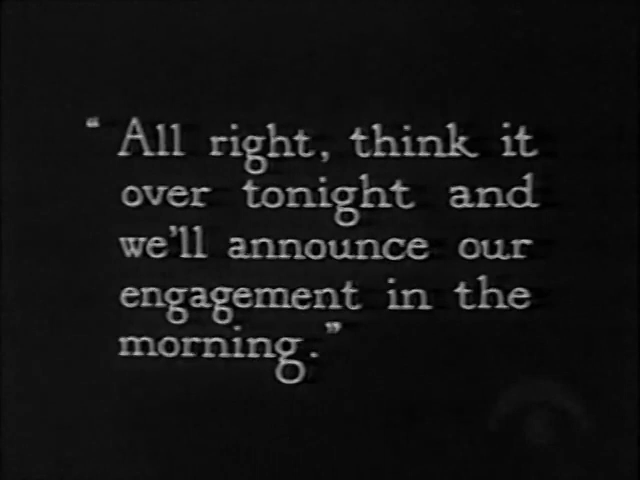 “All right, think it
over tonight and
we'll announce our
engagement in the
morning.”